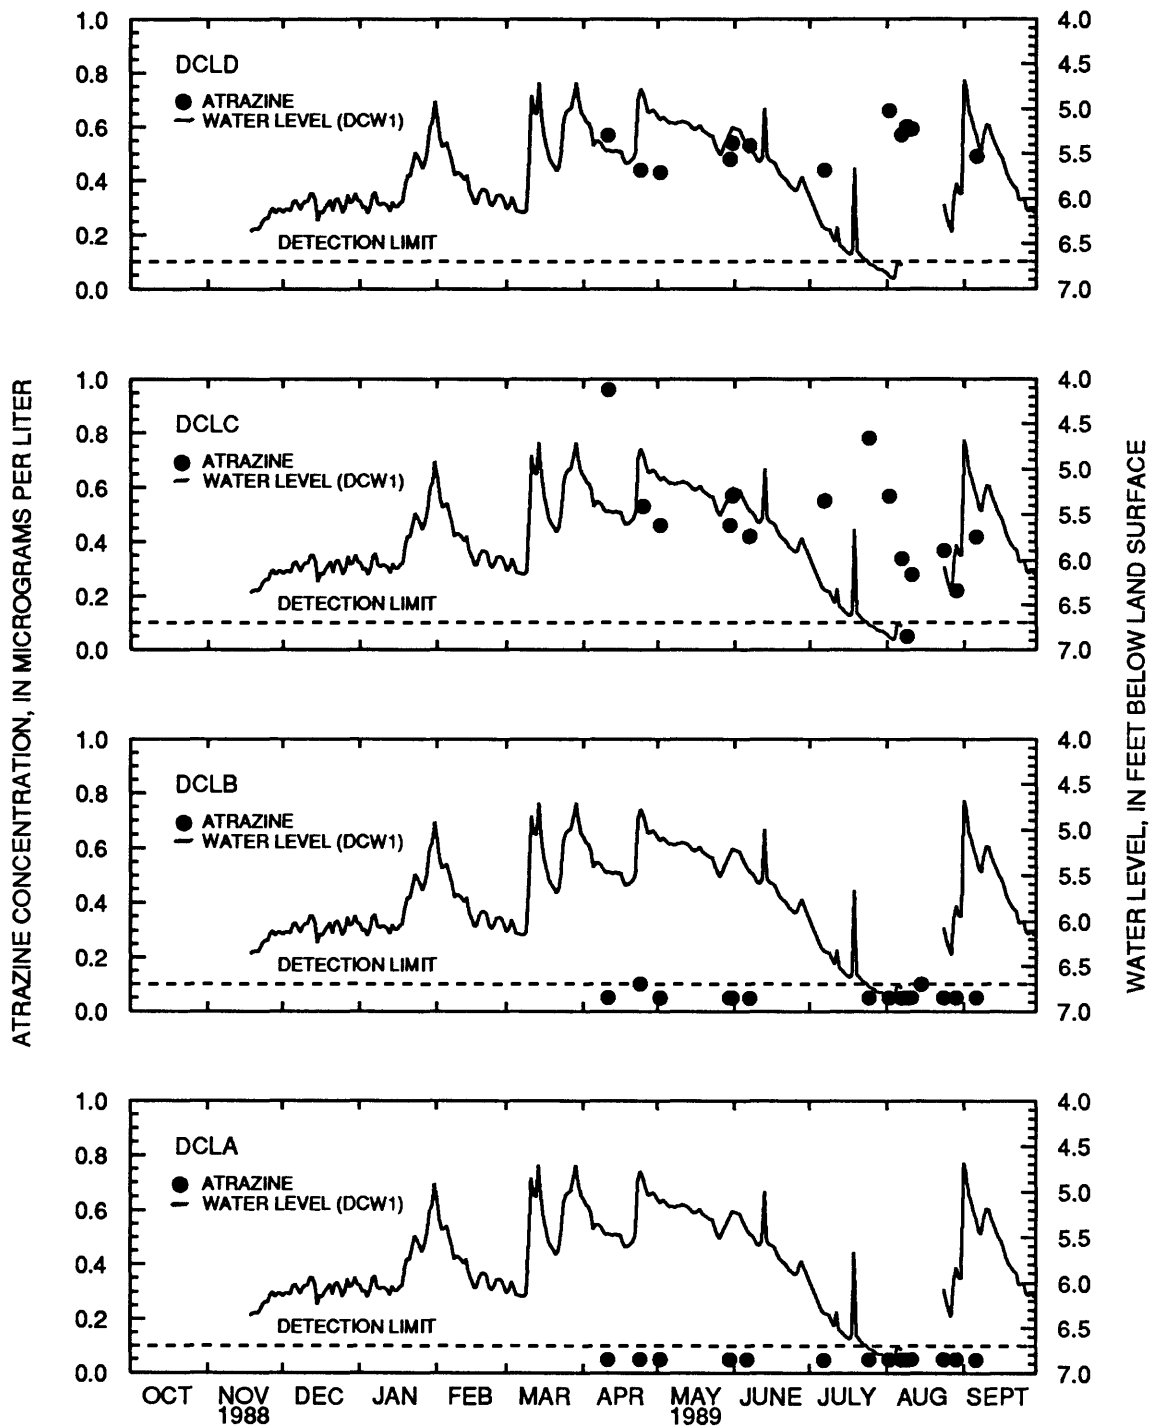 ATRAZINE CONCENTRATION, IN MICROGRAMS PER LITER
WATER LEVEL, IN FEET BELOW LAND SURFACE
1.0 4.0
DCLD
0.8 4.5
ATRAZINE 5.0
WATER LEVEL (DCW1)
0.6 5.5
0.4 6.0
0.2 DETECTION LIMIT 6.5
0.0 7.0
1.0 4.0
DCLC
0.8 4.5
ATRAZINE 5.0
WATER LEVEL (DCW1)
0.6 5.5
0.4 6.0
0.2 DETECTION LIMIT 6.5
0.0 7.0
1.0 4.0
DCLB
0.8 4.5
ATRAZINE 5.0
WATER LEVEL (DCW1)
0.6 5.5
0.4 6.0
0.2 DETECTION LIMIT 6.5
0.0 7.0
1.0 4.0
DCLA
0.8 4.5
ATRAZINE 5.0
WATER LEVEL (DCW1)
0.6 5.5
0.4 6.0
0.2 DETECTION LIMIT 6.5
0.0 7.0
OCT NOV DEC JAN FEB MAR APR MAY JUNE JULY AUG SEPT
1988 1989